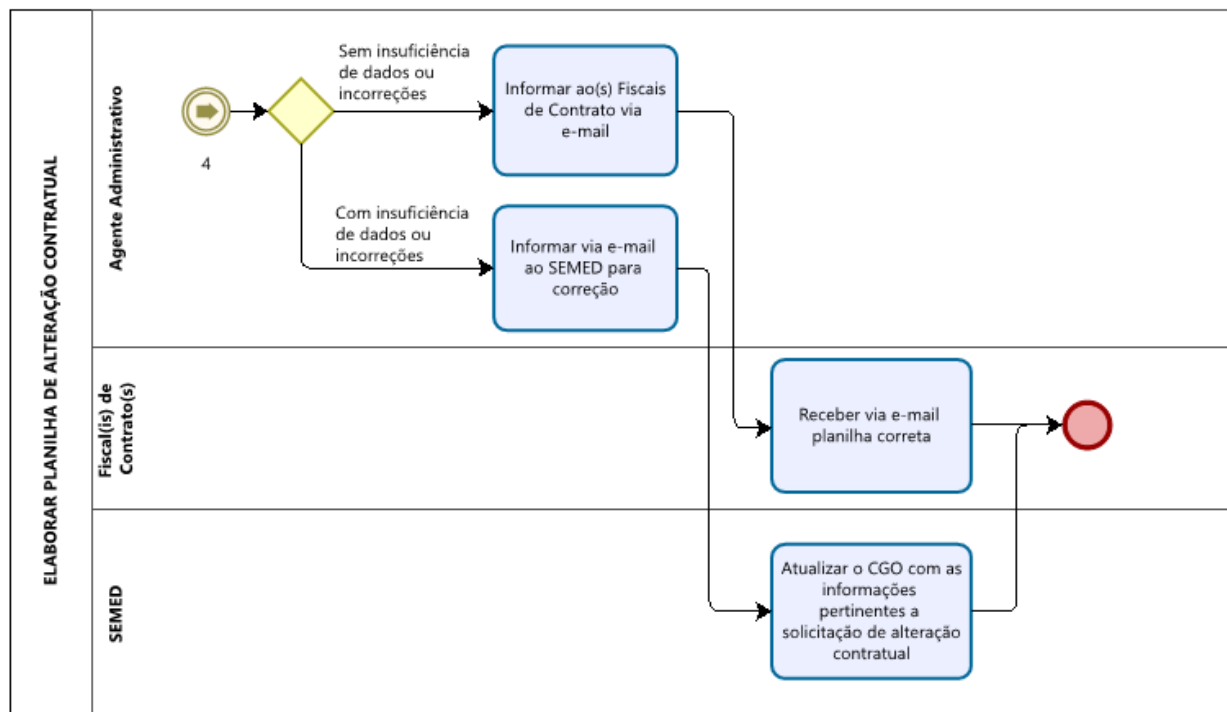 ELABORAR PLANILHA DE ALTERAÇÃO CONTRATUAL
Agente Administrativo
4
Sem insuficiência
de dados ou
incorreções
Informar ao(s) Fiscais
de Contrato via
e-mail
Com insuficiência
de dados ou
incorreções
Informar via e-mail
ao SEMED para
correção
Fiscal(is) de
Contrato(s)
Receber via e-mail
planilha correta
SEMED
Atualizar o CGO com as
informações
pertinentes a
solicitação de alteração
contratual